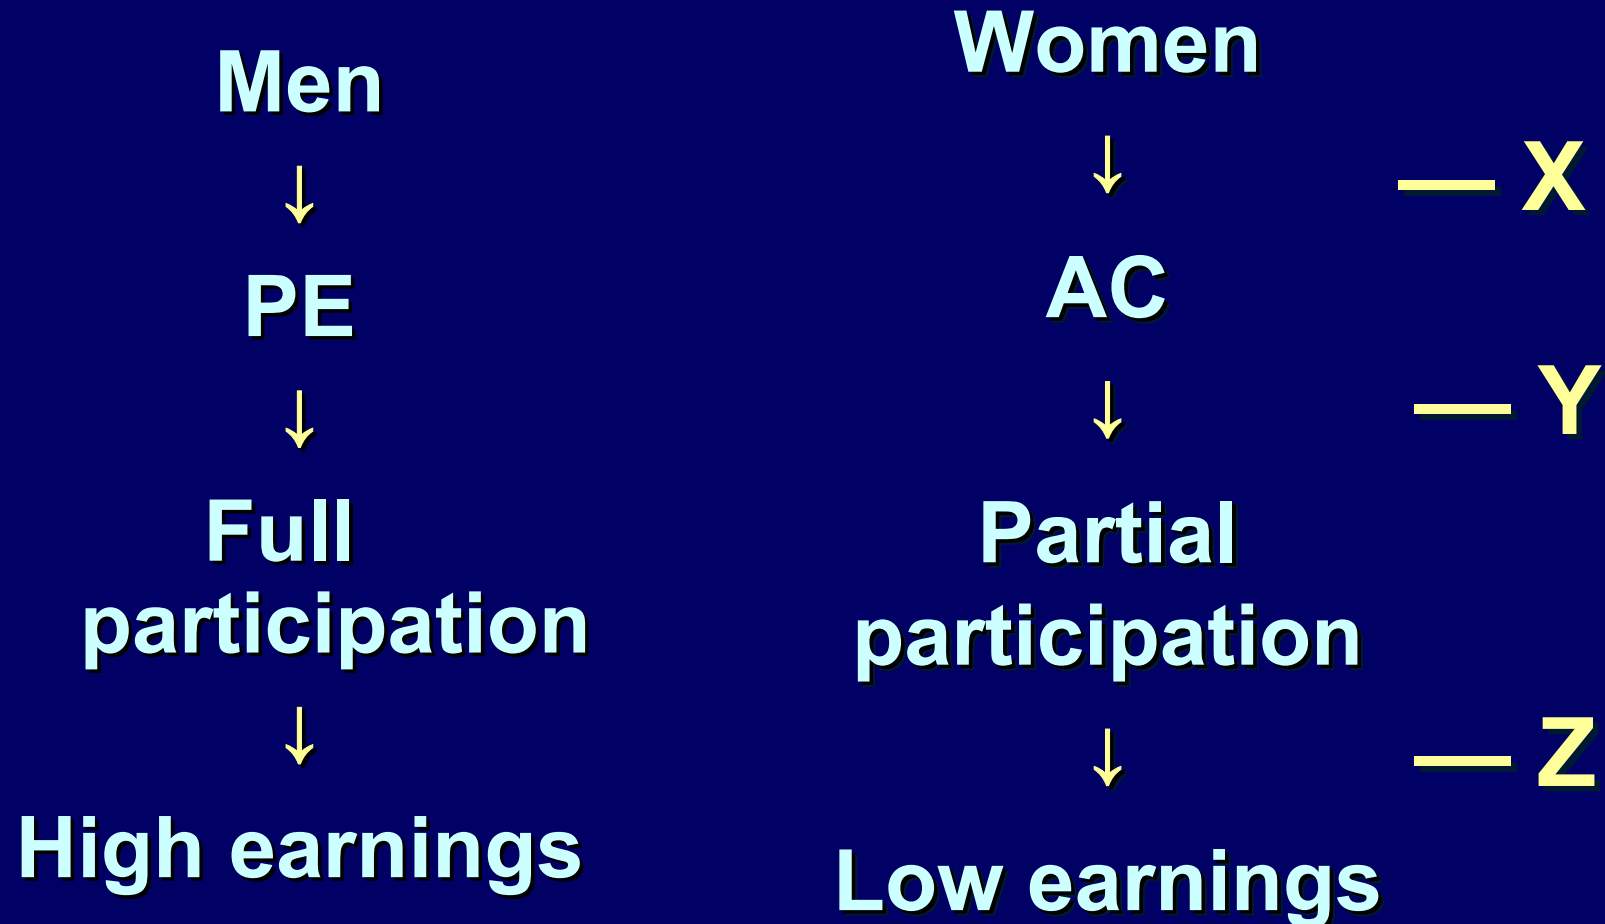 Men
↓
PE
↓
Full
participation
↓
High earnings
Women
↓
AC
↓
Partial
participation
↓
Low earnings
— X
— Y
— Z